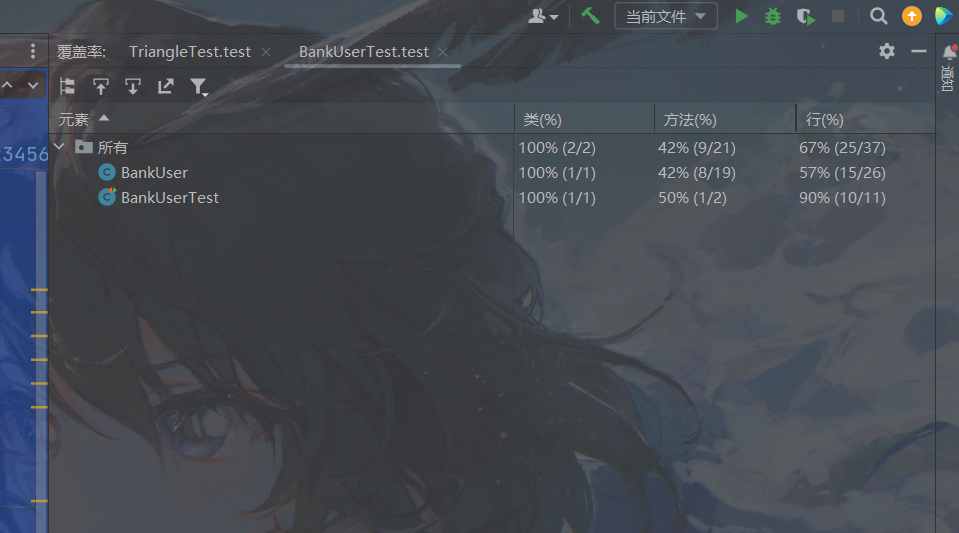 当前文件
覆盖率: TriangleTest.test BankUserTest.test
通知
元素 类(%) 方法(%) 行(%)
23456
所有 100% (2/2) 42% (9/21) 67% (25/37)
BankUser 100% (1/1) 42% (8/19) 57% (15/26)
BankUserTest 100% (1/1) 50% (1/2) 90% (10/11)